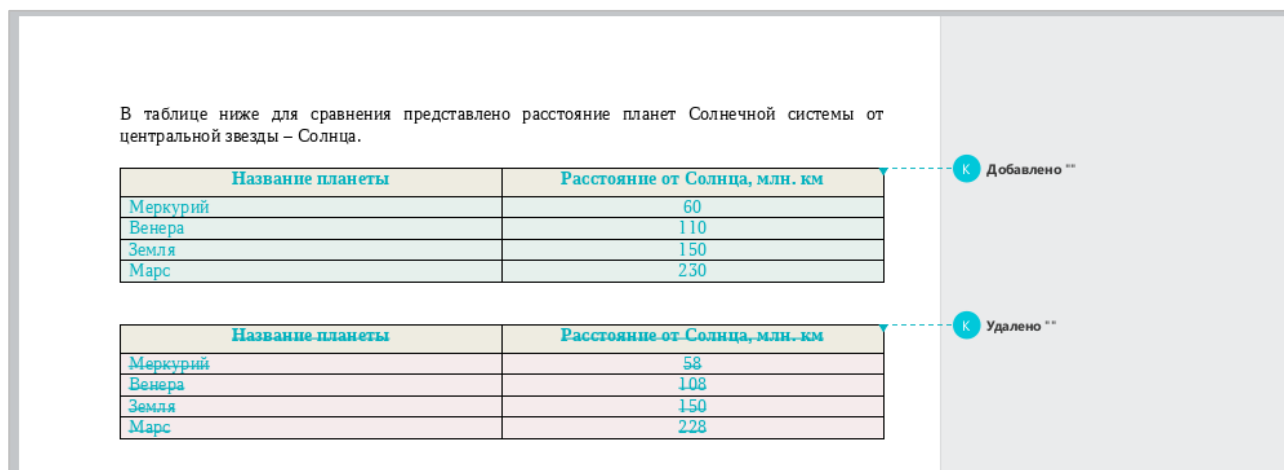 В таблице ниже для сравнения представлено расстояние планет Солнечной системы от
центральной звезды – Солнца.
Название планеты Расстояние от Солнца, млн. км
К Добавлено ""
Меркурий 60
Венера 110
Земля 150
Марс 230
Название планеты Расстояние от Солнца, млн. км
К Удалено ""
Меркурий 58
Венера 108
Земля 150
Марс 228